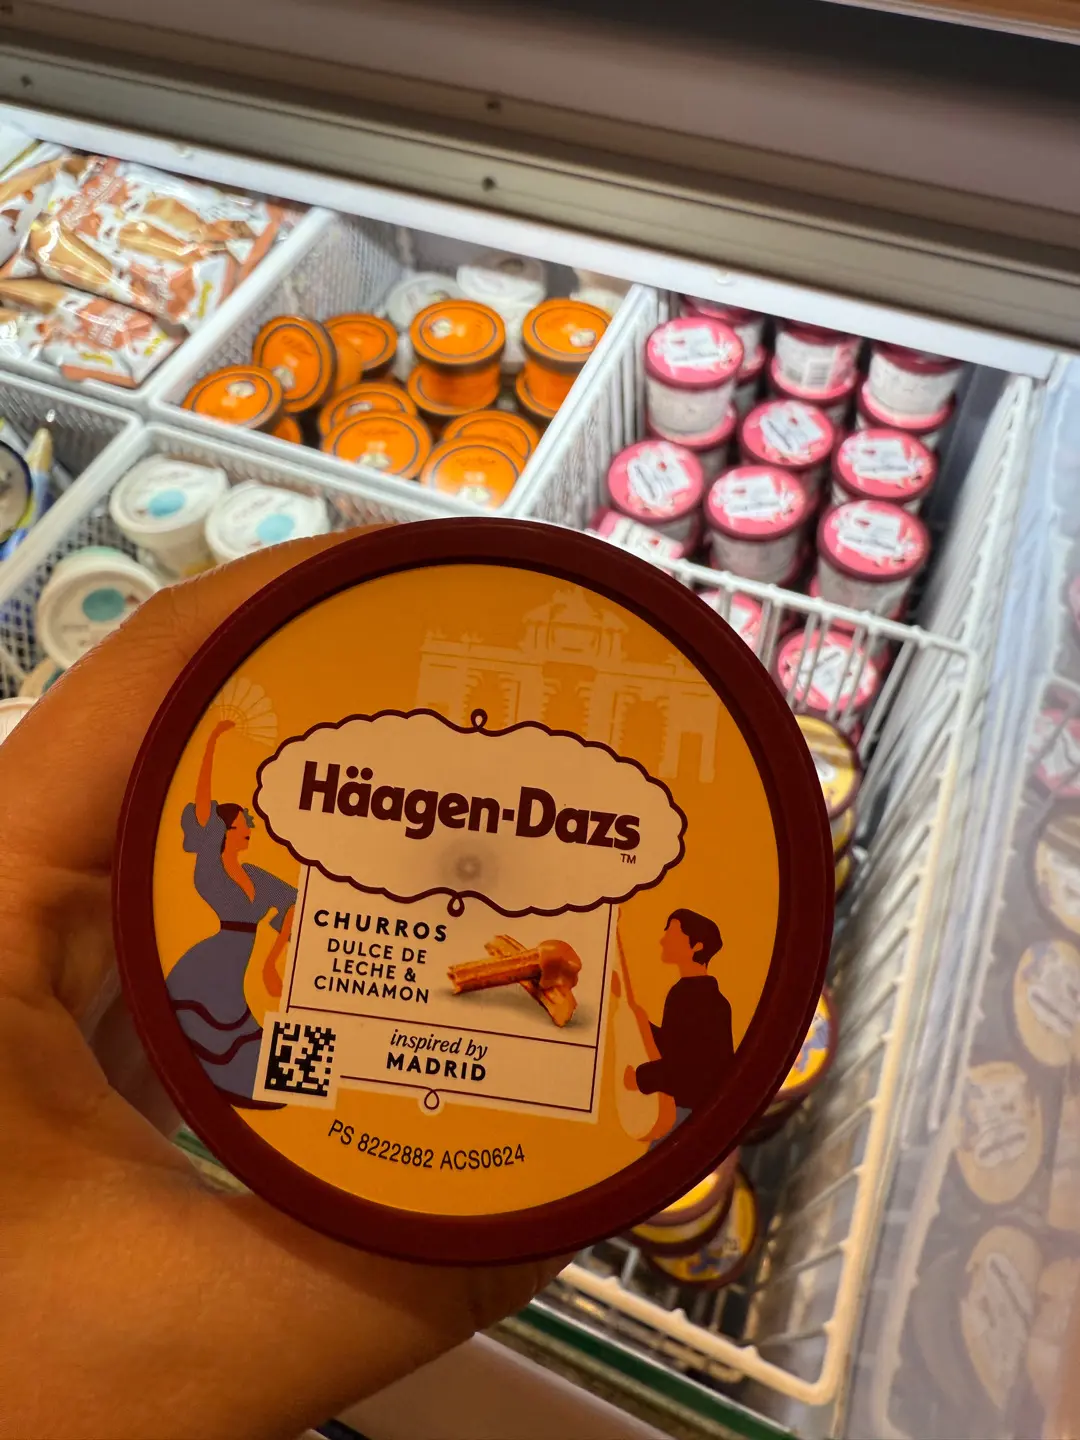 Häagen-Dazs
TM
CHURROS
DULCE DE
LECHE &
CINNAMON
inspired by
MADRID
PS 8222882 ACS0624